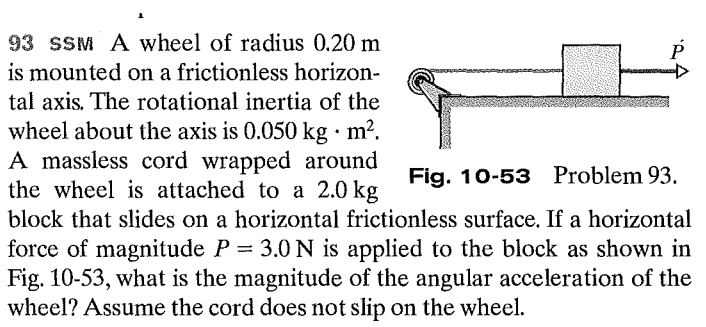 93 SSM A wheel of radius 0.20 m
is mounted on a frictionless horizon-
tal axis. The rotational inertia of the
wheel about the axis is 0.050 kg · m².
A massless cord wrapped around
the wheel is attached to a 2.0 kg
block that slides on a horizontal frictionless surface. If a horizontal
force of magnitude P = 3.0 N is applied to the block as shown in
Fig. 10-53, what is the magnitude of the angular acceleration of the
wheel? Assume the cord does not slip on the wheel.
P
Fig. 10-53 Problem 93.